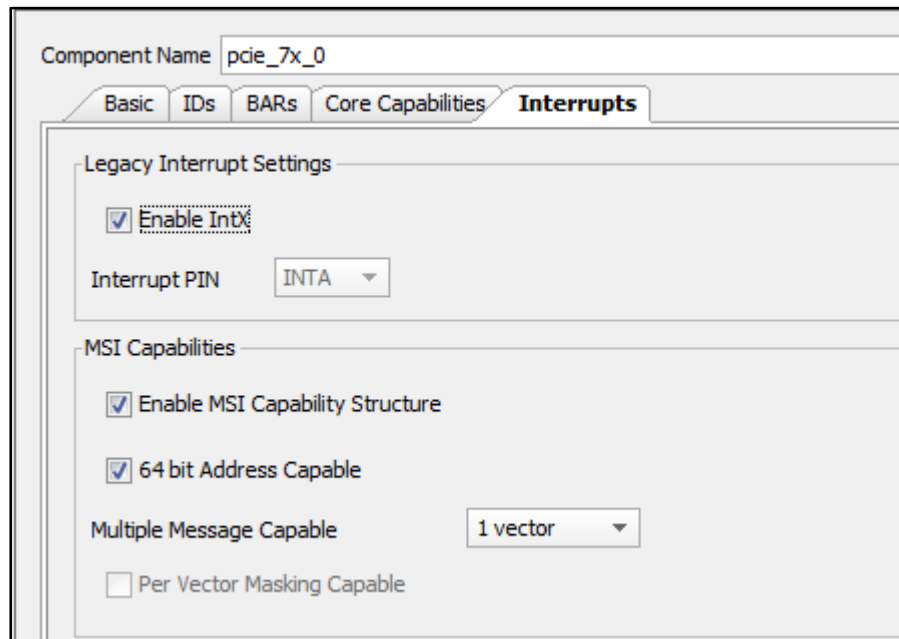 Component Name pcie_7x_0
Basic IDs BARs Core Capabilities Interrupts
Legacy Interrupt Settings
Enable IntX
Interrupt PIN INTA
MSI Capabilities
Enable MSI Capability Structure
64 bit Address Capable
Multiple Message Capable 1 vector
Per Vector Masking Capable